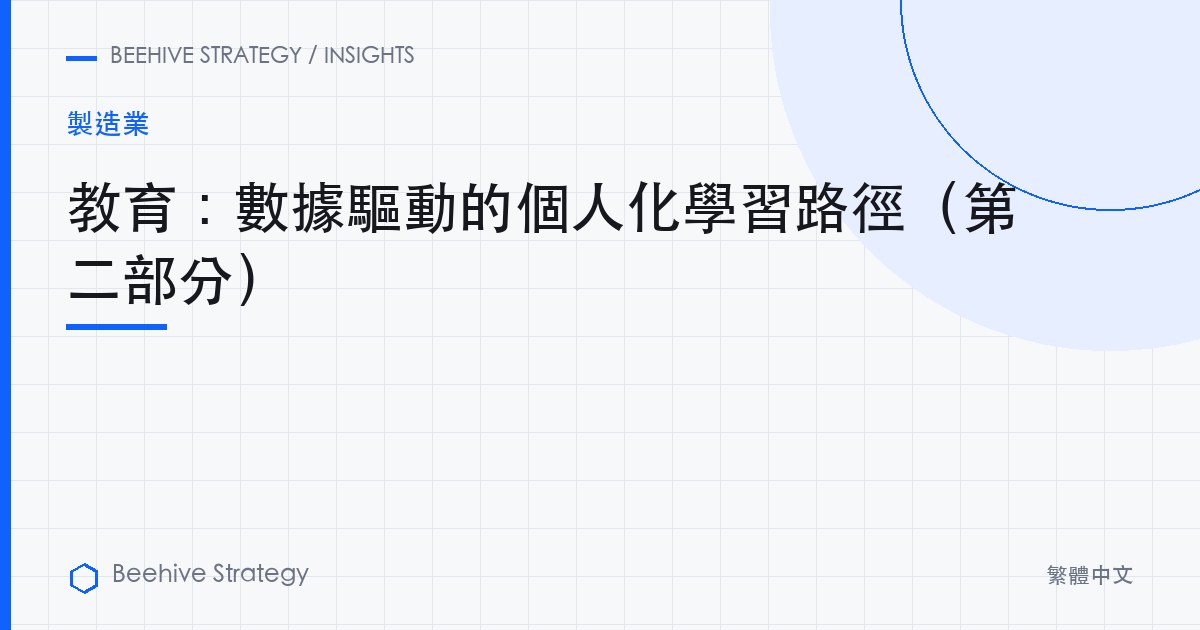 BEEHIVE STRATEGY / INSIGHTS
製造業
教育：數據驅動的個人化學習路徑（第
二部分）
Beehive Strategy
繁體中文